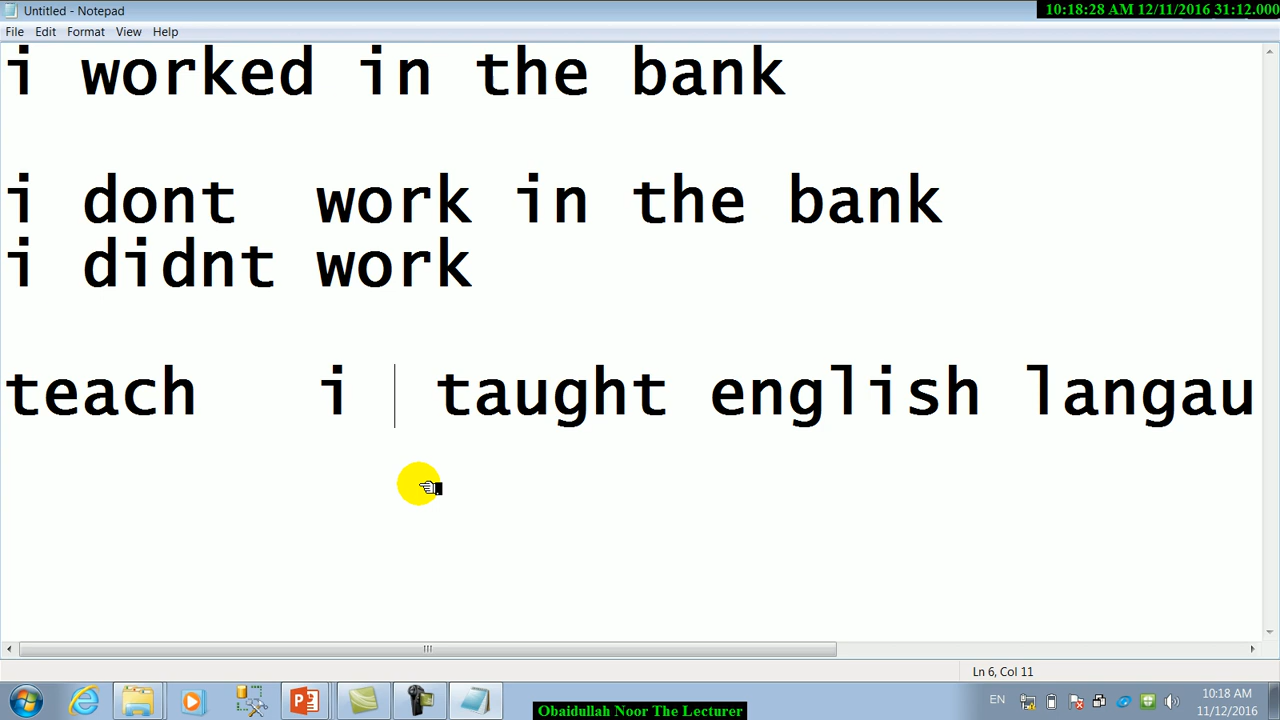 Untitled - Notepad
10:18:28 AM 12/11/2016 31:12.000
File Edit Format View Help
i worked in the bank
i dont work in the bank
i didnt work
teach i taught english langau
Ln 6, Col 11
EN
10:18 AM
11/12/2016
Obaidullah Noor The Lecturer